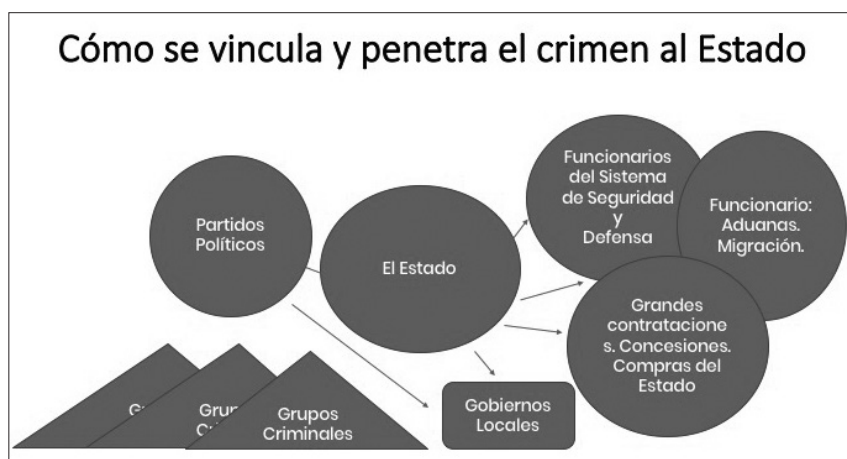 Cómo se vincula y penetra el crimen al Estado
Partidos
Políticos
El Estado
Funcionarios
del Sistema
de Seguridad
y
Defensa
Funcionario:
Aduanas.
Migración.
Grandes
contratacione
s. Concesiones.
Compras del
Estado
Gobiernos
Locales
Grupos
Criminales